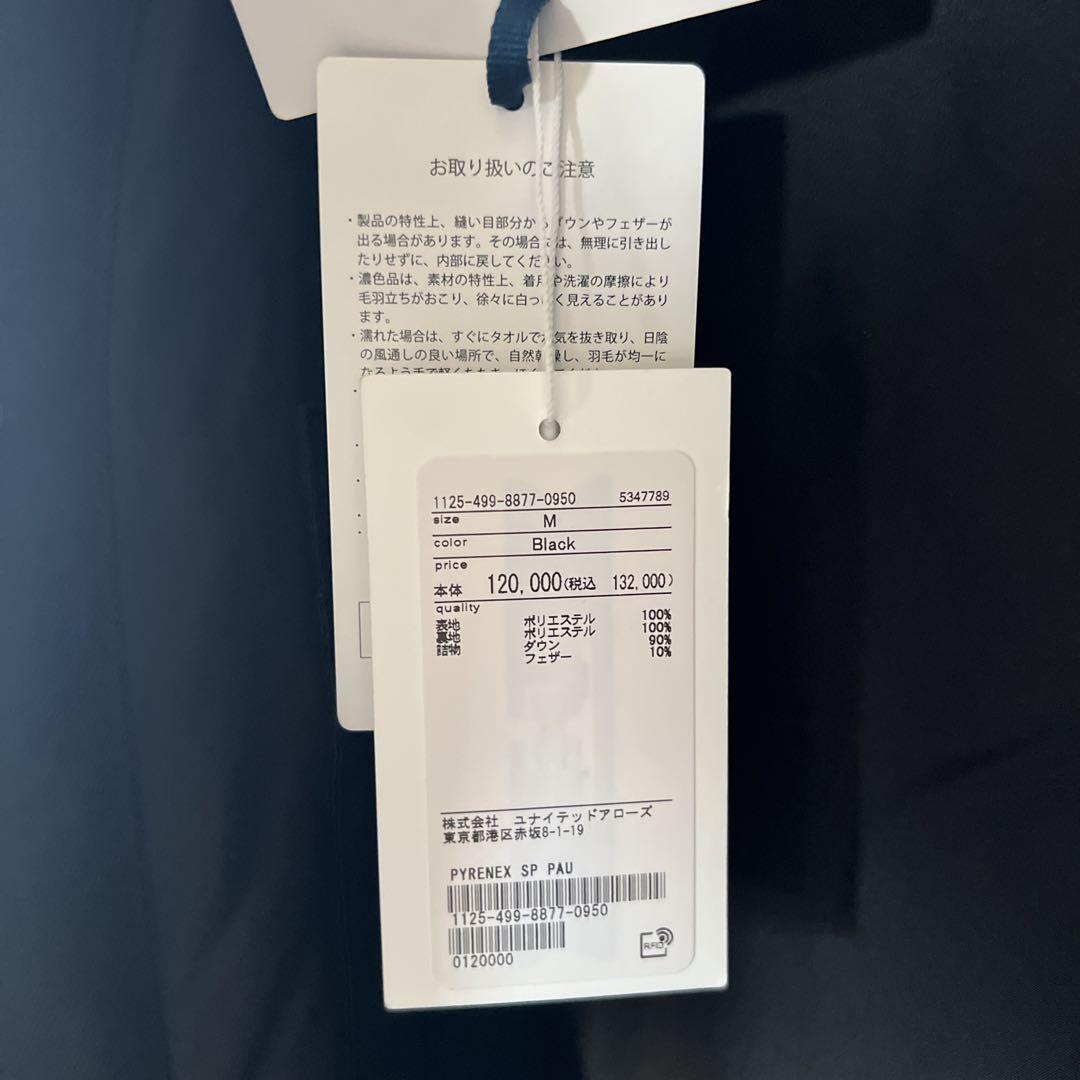 お取り扱いのご注意
・製品の特性上、縫い目部分から ウンやフェザーが
出る場合があります。その場合 は、無理に引き出し
たりせずに、内部に戻してください。
・濃色品は、素材の特性上、着用や洗濯の摩擦により
毛羽立ちがおこり、徐々に白っぽく見えることがあり
ます。
・濡れた場合は、すぐにタオルで水気を抜き取り、日陰
の風通しの良い場所で、自然乾燥し、羽毛が均一に
なるよう手で軽くたたき
1125-499-8877-0950 5347789
size M
color Black
price
本体 120,000(税込 132,000)
quality
表地 ポリエステル 100%
裏地 ポリエステル 100%
詰物 ダウン 90%
フェザー 10%
株式会社 ユナイテッドアローズ
東京都港区赤坂8-1-19
PYRENEX SP PAU
1125-499-8877-0950
0120000
RFID